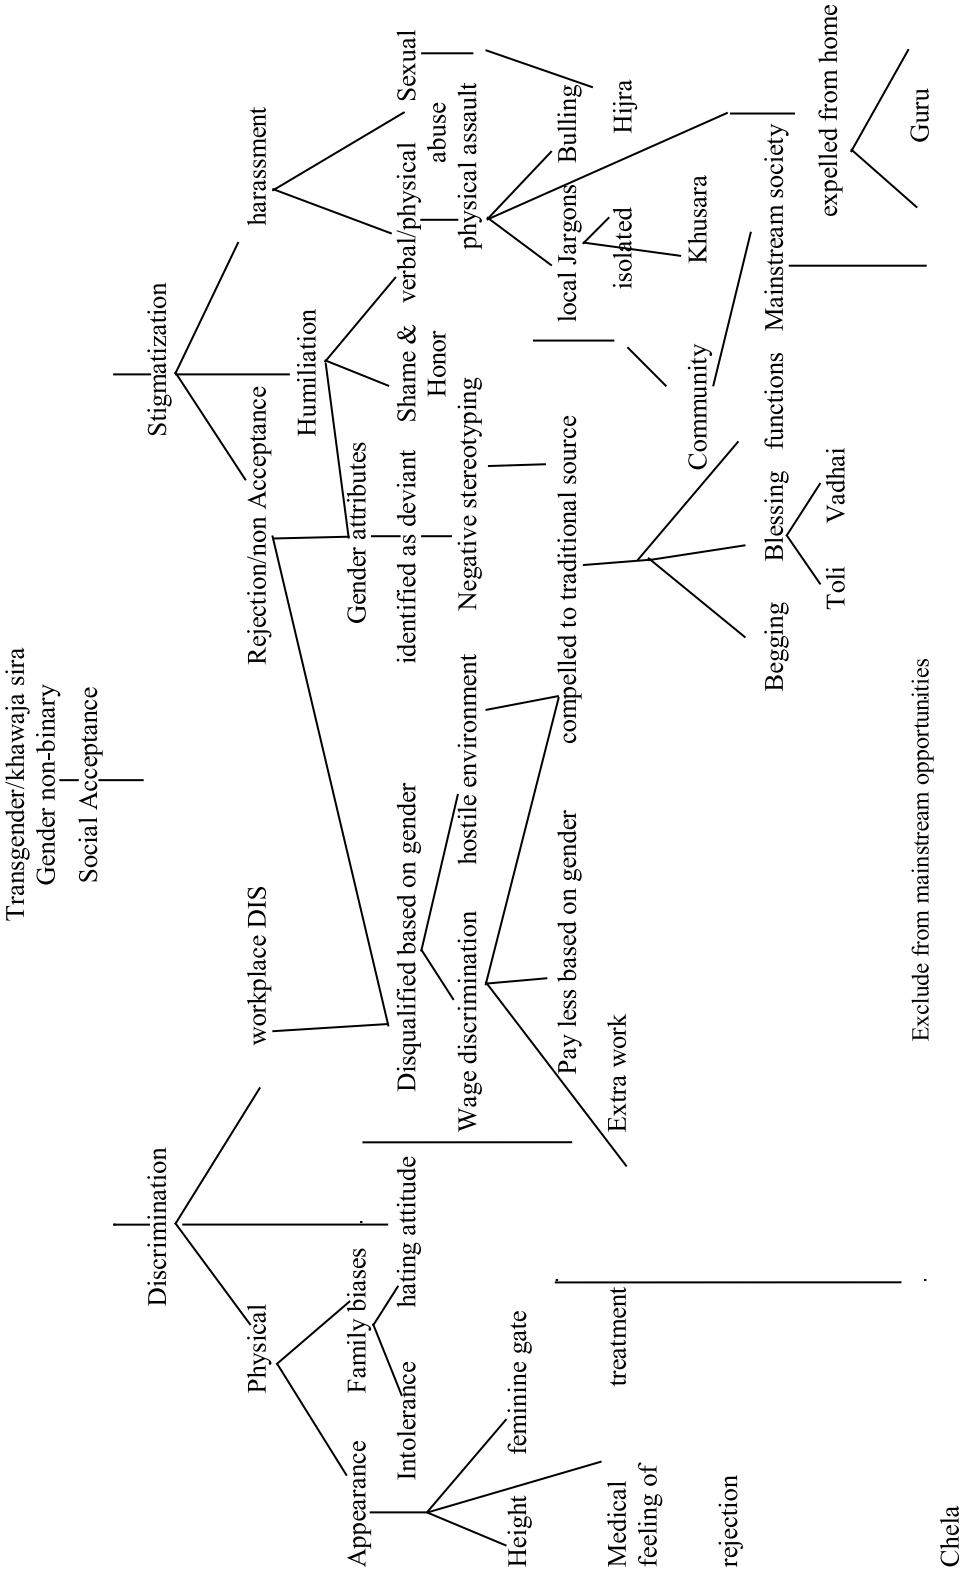 Transgender/khawaja sira
Gender non-binary
Social Acceptance
Discrimination
Stigmatization
Physical
workplace DIS
Rejection/non Acceptance
harassment
Humiliation
Appearance
Family biases
Gender attributes
Intolerance
hating attitude
Disqualified based on gender
identified as deviant
Shame &
verbal/physical
Sexual
Honor
abuse
Wage discrimination
hostile environment
Negative stereotyping
physical assault
Height
feminine gate
Pay less based on gender
compelled to traditional source
local Jargons
Bulling
Medical
treatment
Extra work
isolated
Hijra
feeling of
Community
Khusara
rejection
Begging
Blessing
functions
Mainstream society
Toli
Vadhai
expelled from home
Exclude from mainstream opportunities
Guru
Chela